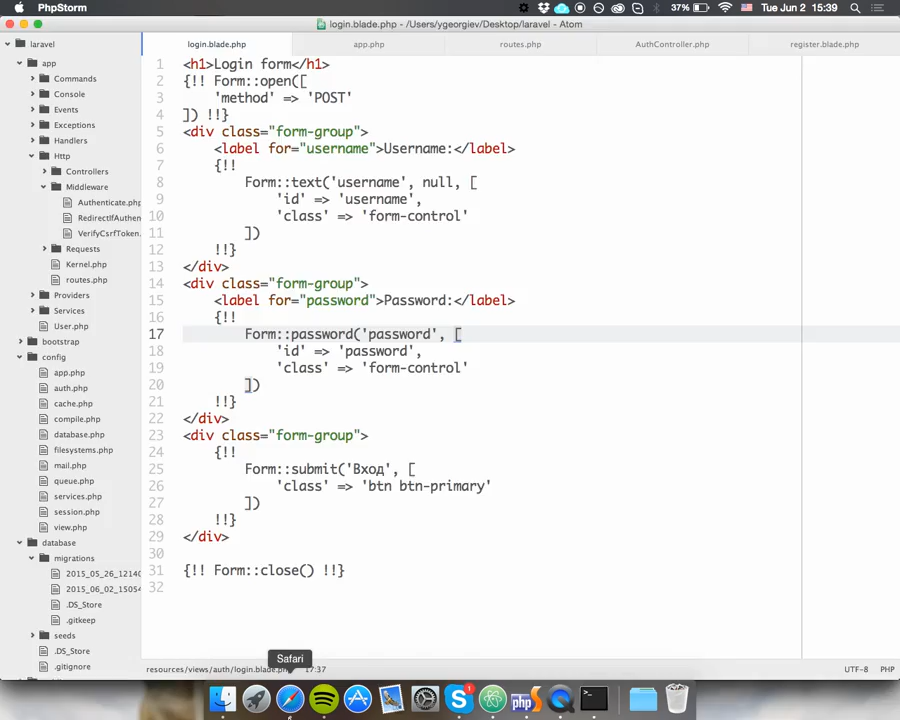 PhpStorm
37%
Tue Jun 2 15:39
login.blade.php - /Users/ygeorgiev/Desktop/laravel - Atom
laravel
login.blade.php
app.php
routes.php
AuthController.php
register.blade.php
app
Commands
Console
Events
Exceptions
Handlers
Http
Controllers
Middleware
Authenticate.php
RedirectIfAuthen
VerifyCsrfToken.
Requests
Kernel.php
routes.php
Providers
Services
User.php
bootstrap
config
app.php
auth.php
cache.php
compile.php
database.php
filesystems.php
mail.php
queue.php
services.php
session.php
view.php
database
migrations
2015_05_26_12140
2015_06_02_15054
.DS_Store
.gitkeep
seeds
.DS_Store
.gitignore
1 <h1>Login form</h1>
2 {!! Form::open([
3 'method' => 'POST'
4 ]) !!}
5 <div class="form-group">
6 <label for="username">Username:</label>
7 {!!
8 Form::text('username', null, [
9 'id' => 'username',
10 'class' => 'form-control'
11 ])
12 !!}
13 </div>
14 <div class="form-group">
15 <label for="password">Password:</label>
16 {!!
17 Form::password('password', [
18 'id' => 'password',
19 'class' => 'form-control'
20 ])
21 !!}
22 </div>
23 <div class="form-group">
24 {!!
25 Form::submit('Вход', [
26 'class' => 'btn btn-primary'
27 ])
28 !!}
29 </div>
30
31 {!! Form::close() !!}
32
Safari
resources/views/auth/login.blade.php 17:37
UTF-8 PHP
1
php